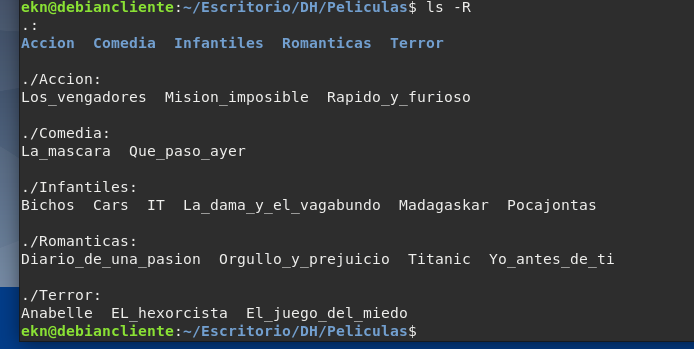 ekn@debiancliente:~/Escritorio/DH/Peliculas$ ls -R
.:
Accion  Comedia  Infantiles  Romanticas  Terror

./Accion:
Los_vengadores  Mision_imposible  Rapido_y_furioso

./Comedia:
La_mascara  Que_paso_ayer

./Infantiles:
Bichos  Cars  IT  La_dama_y_el_vagabundo  Madagaskar  Pocajontas

./Romanticas:
Diario_de_una_pasion  Orgullo_y_prejuicio  Titanic  Yo_antes_de_ti

./Terror:
Anabelle  EL_hexorcista  El_juego_del_miedo
ekn@debiancliente:~/Escritorio/DH/Peliculas$